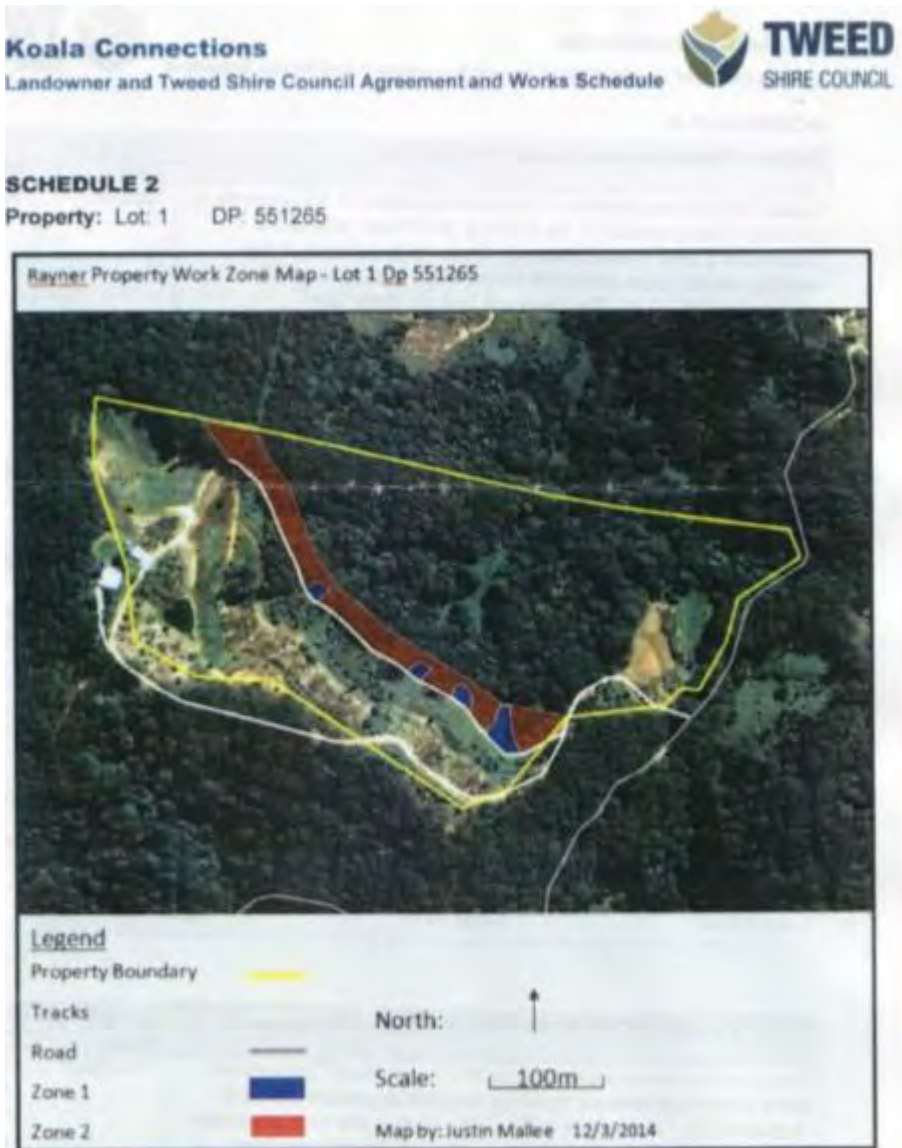 Koala Connections
Landowner and Tweed Shire Council Agreement and Works Schedule
TWEED
SHIRE COUNCIL
SCHEDULE 2
Property: Lot: 1 DP: 551265
Rayner Property Work Zone Map - Lot 1 Dp 551265
Legend
Property Boundary
Tracks
Road
Zone 1
Zone 2
North:
Scale: 100m
Map by: Justin Mallee 12/3/2014